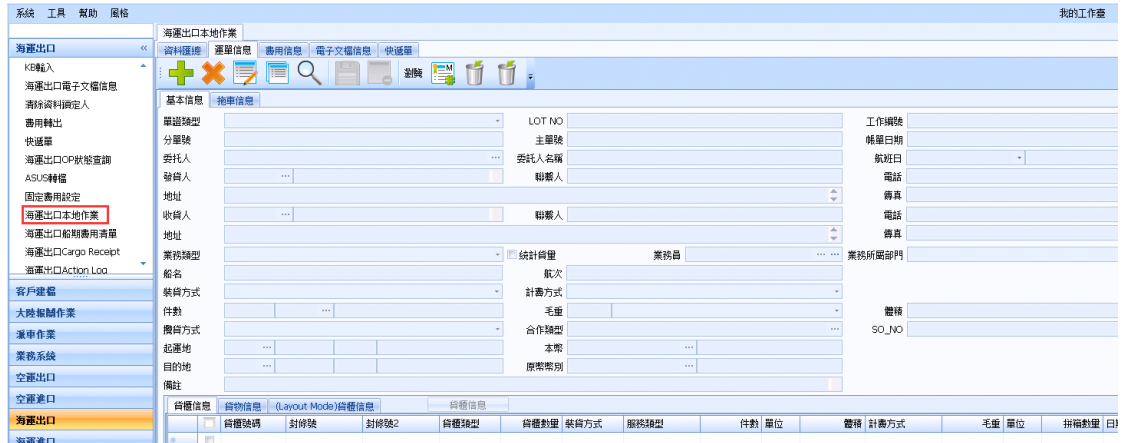 系統 工具 幫助 風格 我的工作臺
海運出口本地作業
海運出口 «
資料匯總 運單信息 費用信息 電子文檔信息 快遞單
KB輸入
海運出口電子文檔信息
清除資料鎖定人
費用轉出
快遞單
海運出口OP狀態查詢
ASUS轉檔
固定費用設定
海運出口本地作業
海運出口船期費用清單
海運出口Cargo Receipt
海運出口Action Log
客戶建檔
大陸報關作業
派車作業
業務系統
空運出口
空運進口
海運出口
海運進口
瀏覽
基本信息 拖車信息
單證類型 LOT NO 工作編號
分單號 主單號 帳單日期
委托人 委託人名稱 航班日
發貨人 聯繫人 電話
地址 傳真
收貨人 聯繫人 電話
地址 傳真
業務類型 統計貨量 業務員 業務所屬部門
船名 航次
裝貨方式 計費方式
件數 毛重 體積
攬貨方式 合作類型 SO_NO
起運地 本幣
目的地 原幣幣別
備註
貨櫃信息 貨物信息 (Layout Mode)貨櫃信息 貨櫃信息
貨櫃號碼 封條號 封條號2 貨櫃類型 貨櫃數量 裝貨方式 服務類型 件數 單位 體積 計費方式 毛重 單位 拼箱數量